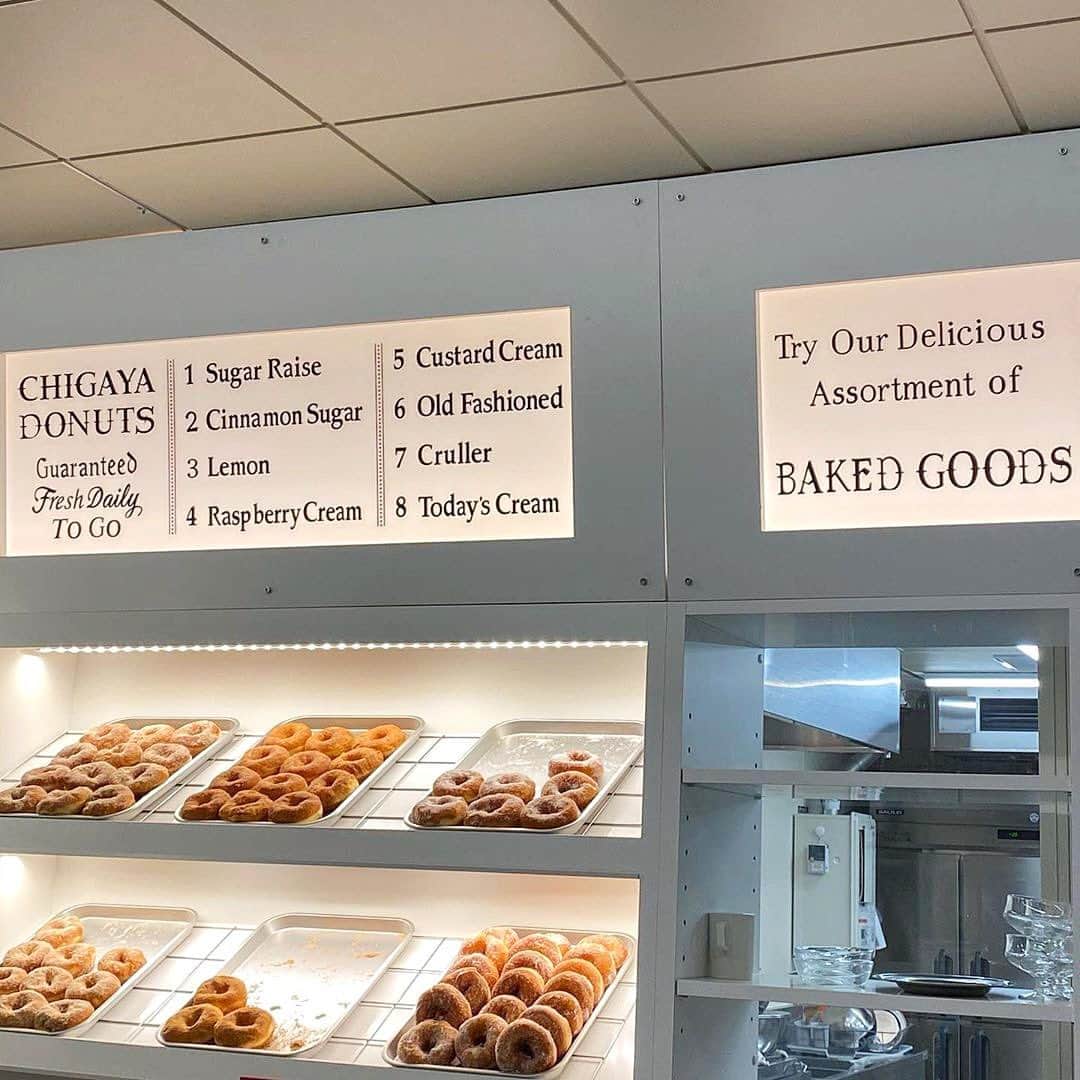 CHIGAYA
DONUTS
Guaranteed
Fresh Daily
TO GO
1 Sugar Raise
2 Cinnamon Sugar
3 Lemon
4 Raspberry Cream
5 Custard Cream
6 Old Fashioned
7 Cruller
8 Today's Cream
Try Our Delicious
Assortment of
BAKED GOODS